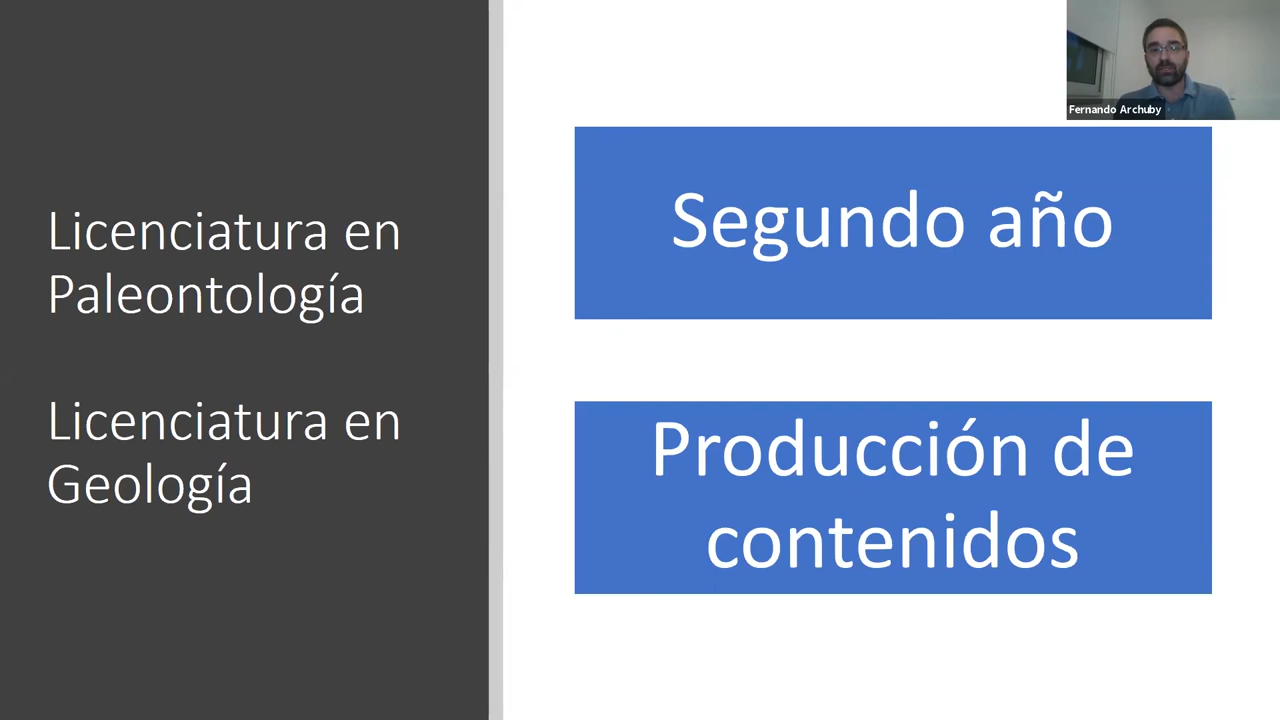 Licenciatura en
Paleontología
Licenciatura en
Geología
Segundo año
Producción de
contenidos
Fernando Archuby